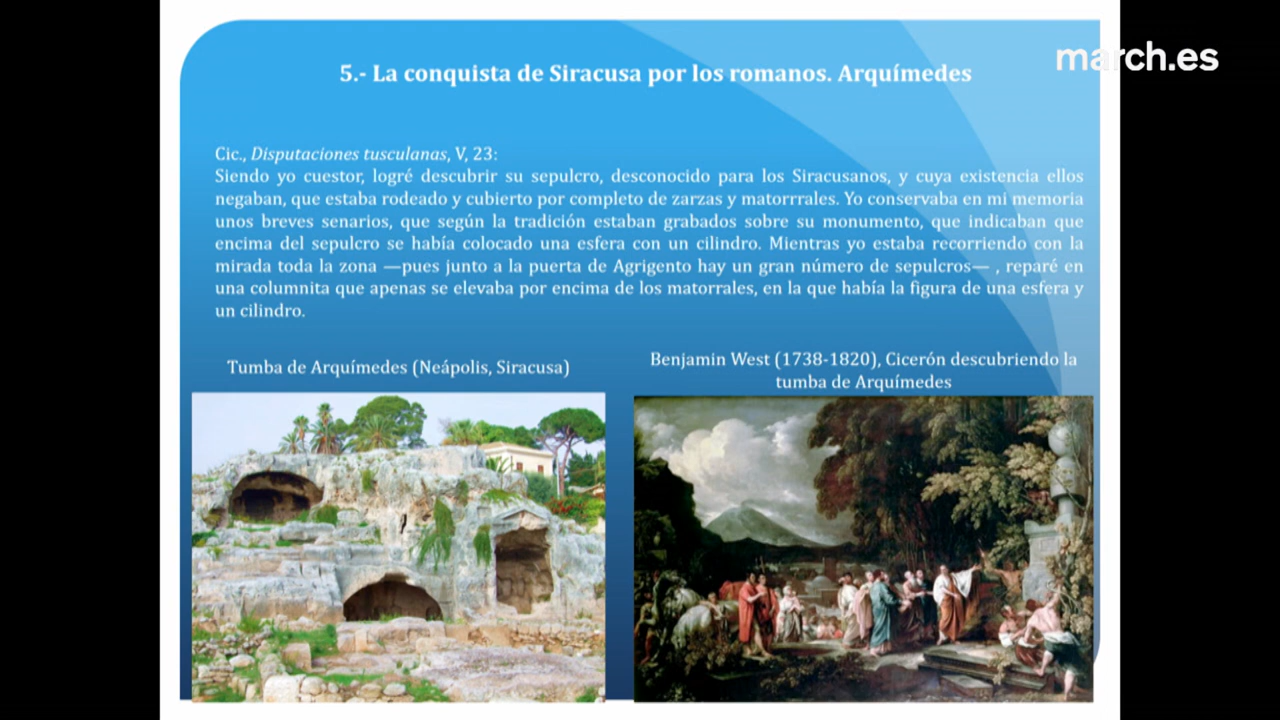 march.es
5.- La conquista de Siracusa por los romanos. Arquímedes
Cic., Disputaciones tusculanas, V, 23:
Siendo yo cuestor, logré descubrir su sepulcro, desconocido para los Siracusanos, y cuya existencia ellos
negaban, que estaba rodeado y cubierto por completo de zarzas y matorrrales. Yo conservaba en mi memoria
unos breves senarios, que según la tradición estaban grabados sobre su monumento, que indicaban que
encima del sepulcro se había colocado una esfera con un cilindro. Mientras yo estaba recorriendo con la
mirada toda la zona —pues junto a la puerta de Agrigento hay un gran número de sepulcros— , reparé en
una columnita que apenas se elevaba por encima de los matorrales, en la que había la figura de una esfera y
un cilindro.
Tumba de Arquímedes (Neápolis, Siracusa)
Benjamin West (1738-1820), Cicerón descubriendo la
tumba de Arquímedes